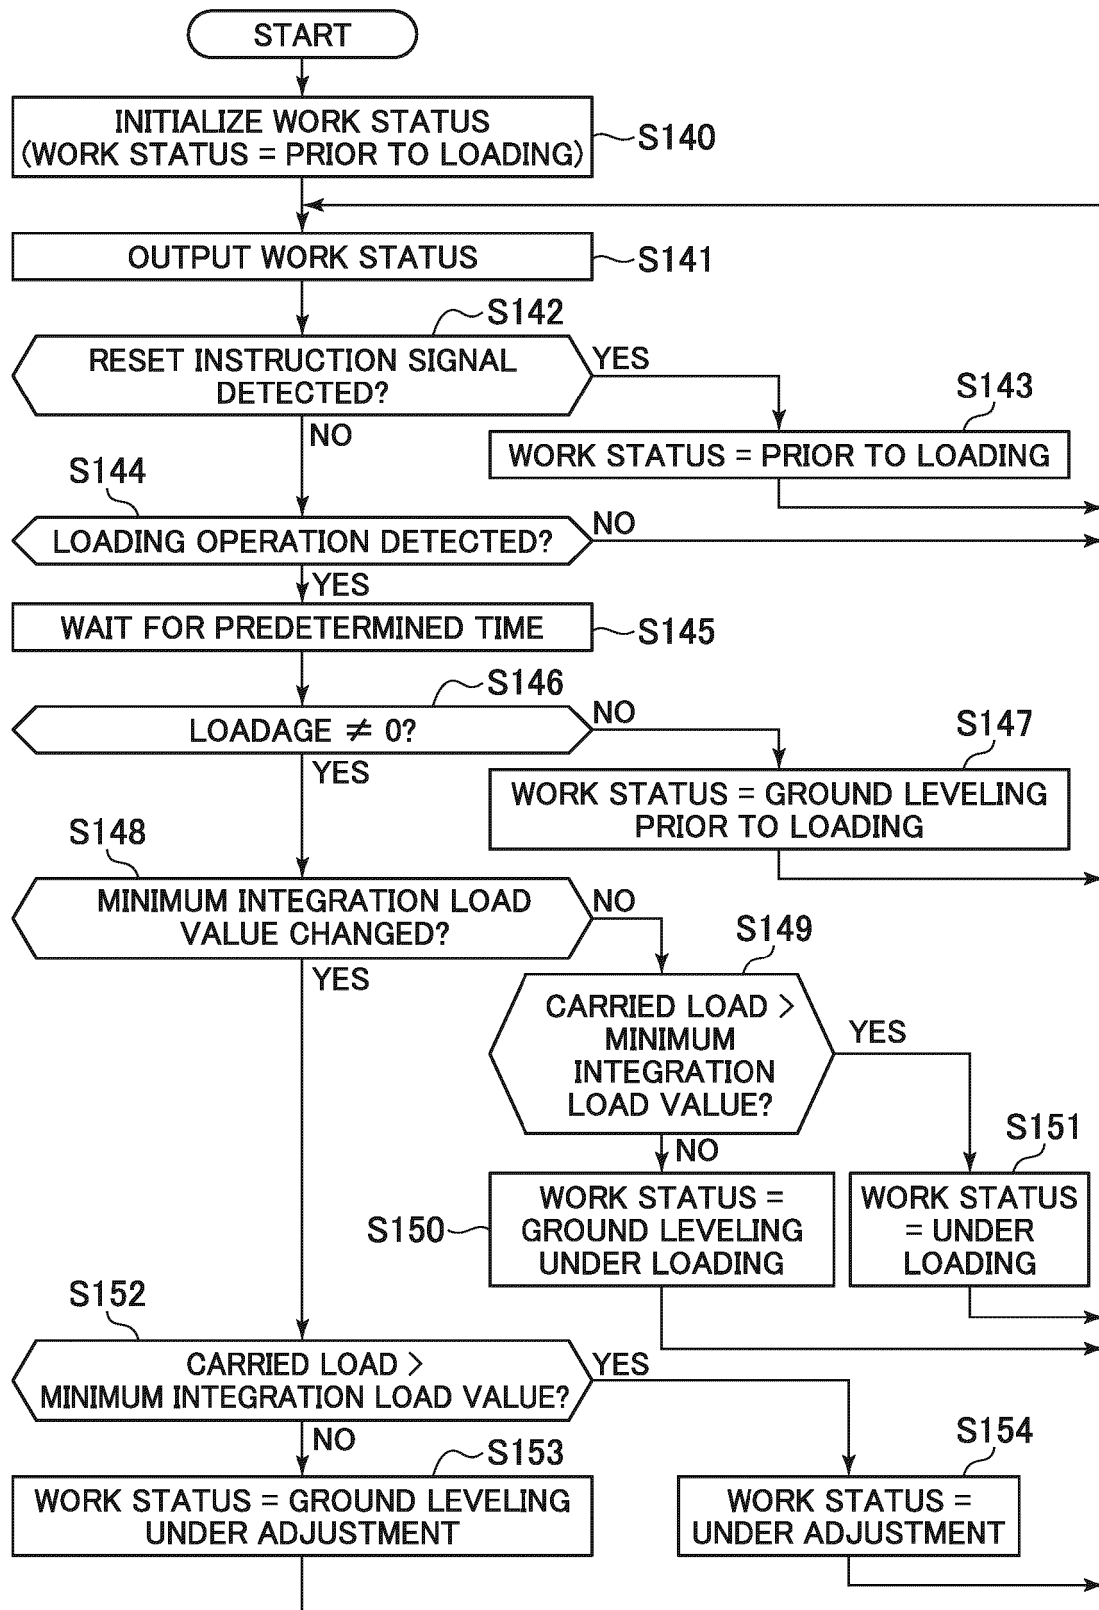 START
INITIALIZE WORK STATUS
(WORK STATUS = PRIOR TO LOADING)
S140
OUTPUT WORK STATUS
S141
S142
RESET INSTRUCTION SIGNAL
DETECTED?
YES
NO
S143
WORK STATUS = PRIOR TO LOADING
S144
LOADING OPERATION DETECTED?
NO
YES
WAIT FOR PREDETERMINED TIME
S145
S146
LOADAGE ≠ 0?
NO
YES
S147
WORK STATUS = GROUND LEVELING
PRIOR TO LOADING
S148
MINIMUM INTEGRATION LOAD
VALUE CHANGED?
NO
YES
S149
CARRIED LOAD >
MINIMUM
INTEGRATION
LOAD VALUE?
YES
NO
S150
WORK STATUS =
GROUND LEVELING
UNDER LOADING
S151
WORK STATUS
= UNDER
LOADING
S152
CARRIED LOAD >
MINIMUM INTEGRATION LOAD VALUE?
YES
NO
S153
WORK STATUS = GROUND LEVELING
UNDER ADJUSTMENT
S154
WORK STATUS =
UNDER ADJUSTMENT